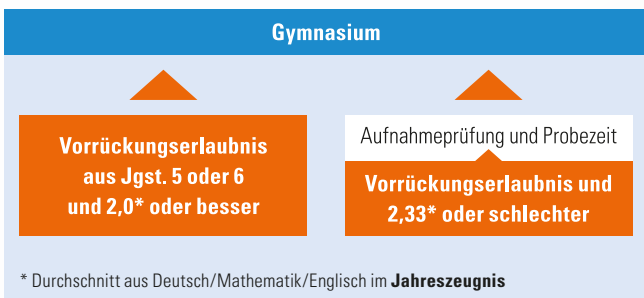 Gymnasium
Vorrückungserlaubnis
aus Jgst. 5 oder 6
und 2,0* oder besser
Aufnahmeprüfung und Probezeit
Vorrückungserlaubnis und
2,33* oder schlechter
* Durchschnitt aus Deutsch/Mathematik/Englisch im Jahreszeugnis